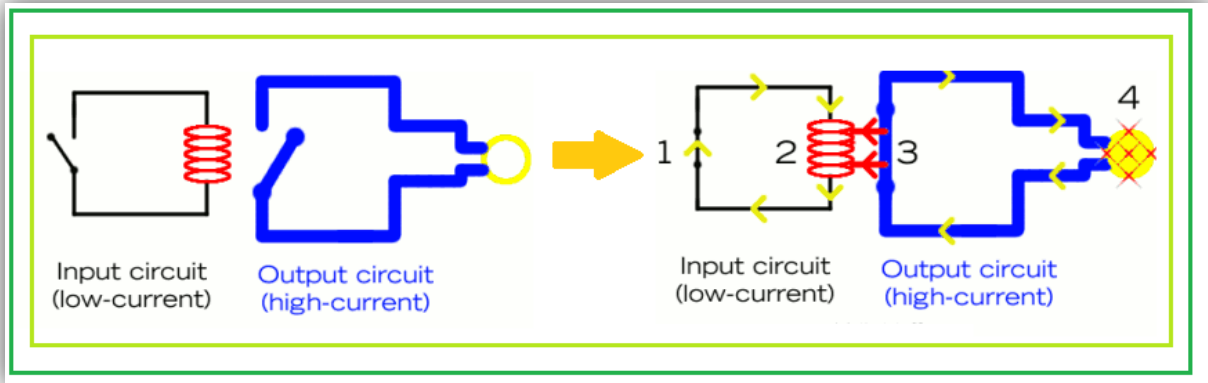 1
2
3
4
Input circuit
(low-current)
Output circuit
(high-current)
Input circuit
(low-current)
Output circuit
(high-current)